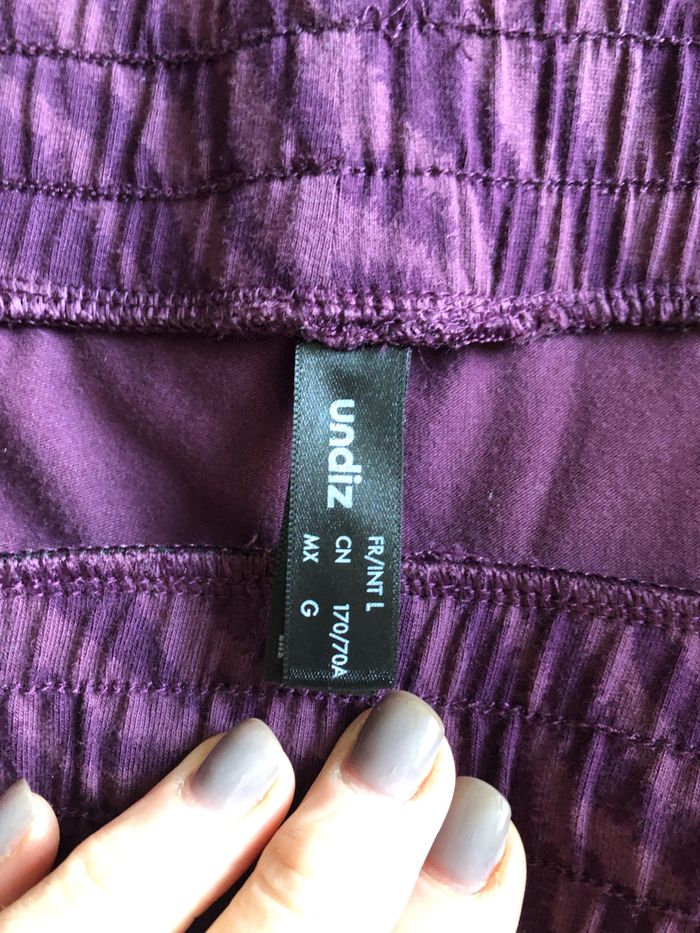 undiz
FR/INT L
CN 170/70A
MX G